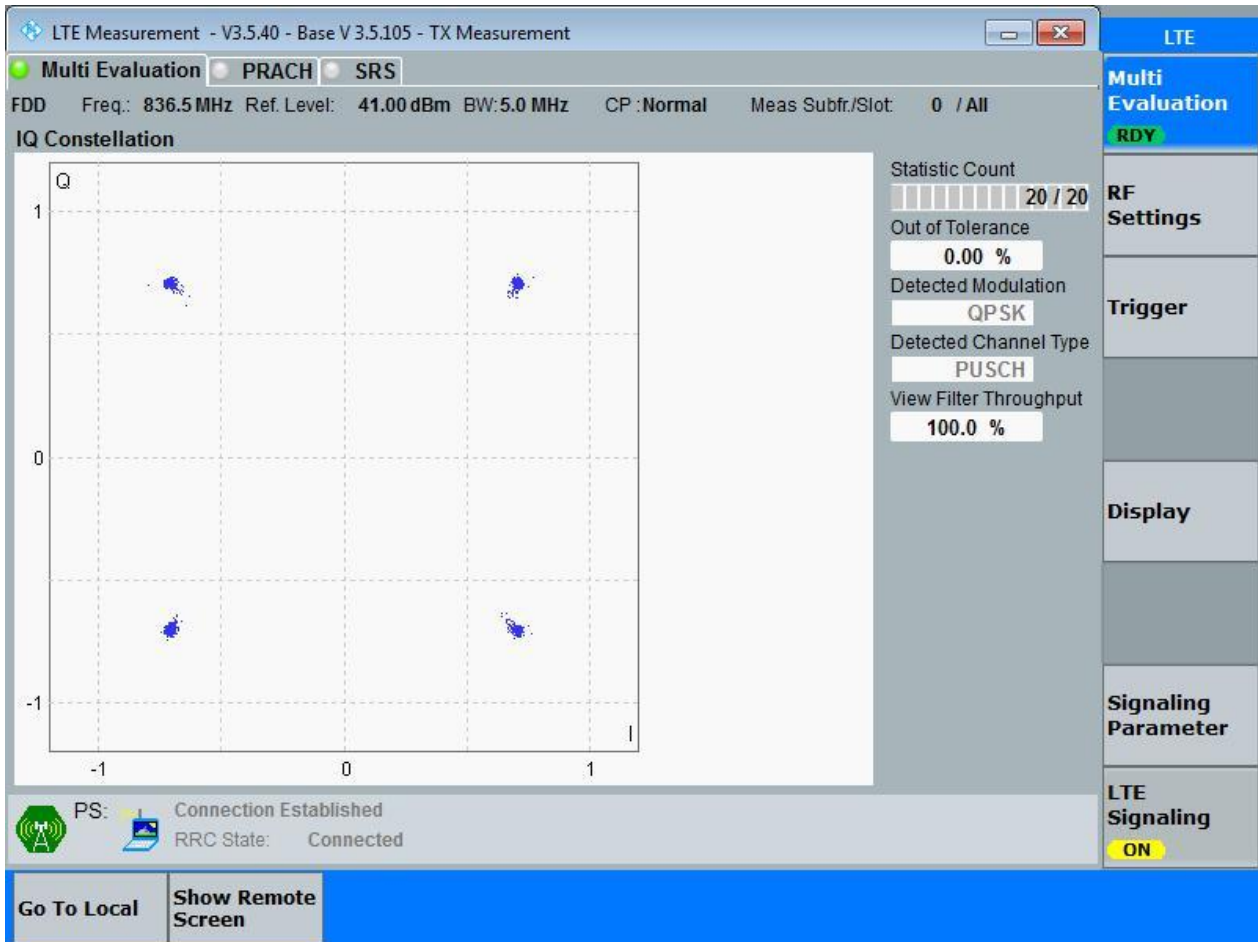 LTE Measurement - V3.5.40 - Base V 3.5.105 - TX Measurement
LTE
Multi Evaluation PRACH SRS
Multi
Evaluation
RDY
FDD Freq.: 836.5 MHz Ref. Level: 41.00 dBm BW: 5.0 MHz CP : Normal Meas Subfr./Slot: 0 / All
IQ Constellation
Q
1
0
-1
I
-1 0 1
Statistic Count
20 / 20
Out of Tolerance
0.00 %
Detected Modulation
QPSK
Detected Channel Type
PUSCH
View Filter Throughput
100.0 %
RF
Settings
Trigger
Display
Signaling
Parameter
LTE
Signaling
ON
PS: Connection Established
RRC State: Connected
Go To Local
Show Remote
Screen